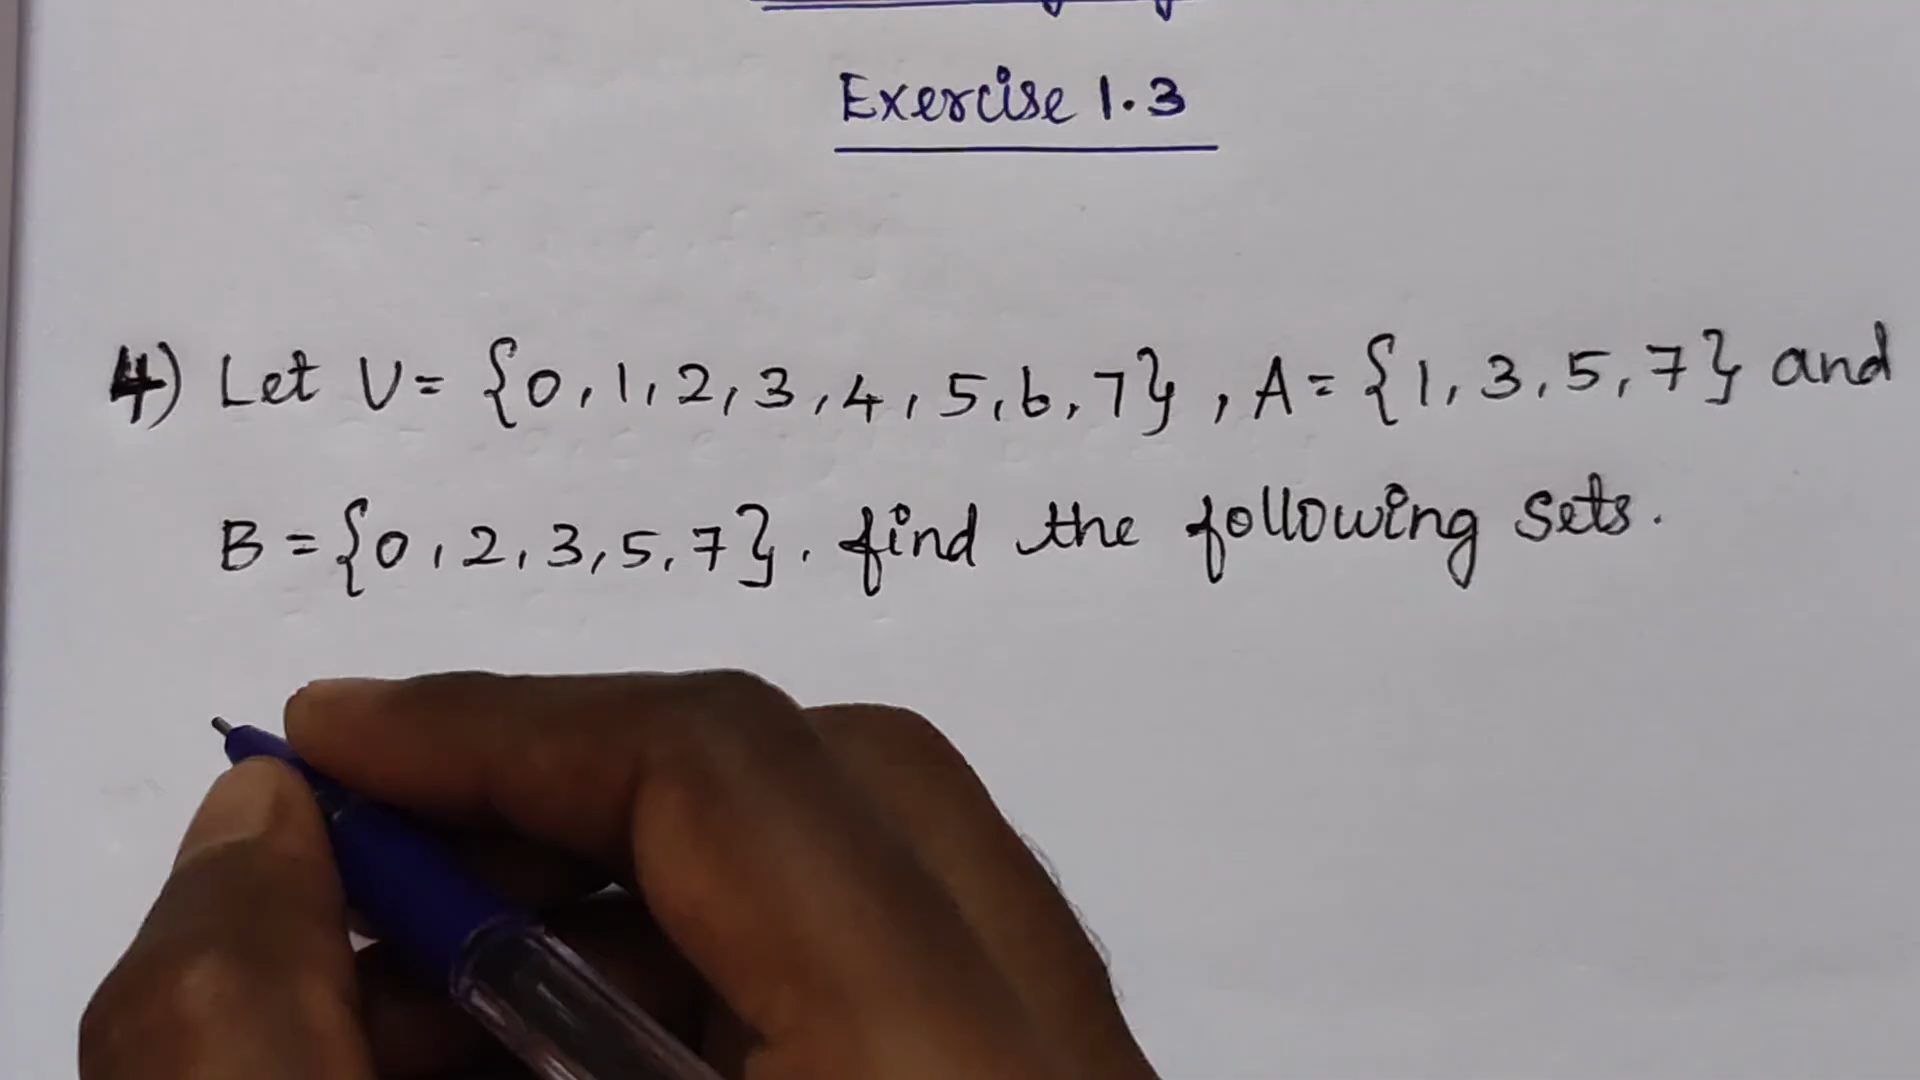 Exercise 1.3
4) Let U= {0,1,2,3,4,5,6,7}, A= {1,3,5,7} and
B = {0,2,3,5,7}. find the following sets.